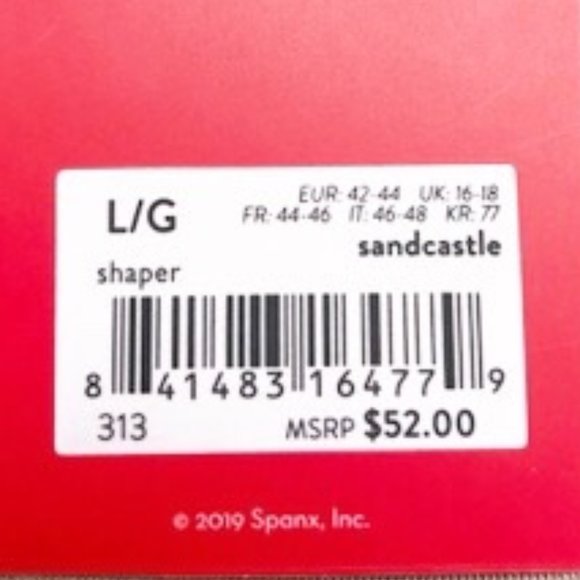 L/G
EUR: 42-44 UK: 16-18
FR: 44-46 IT: 46-48 KR: 77
sandcastle
shaper
8 41483 16477 9
313
MSRP $52.00
© 2019 Spanx, Inc.